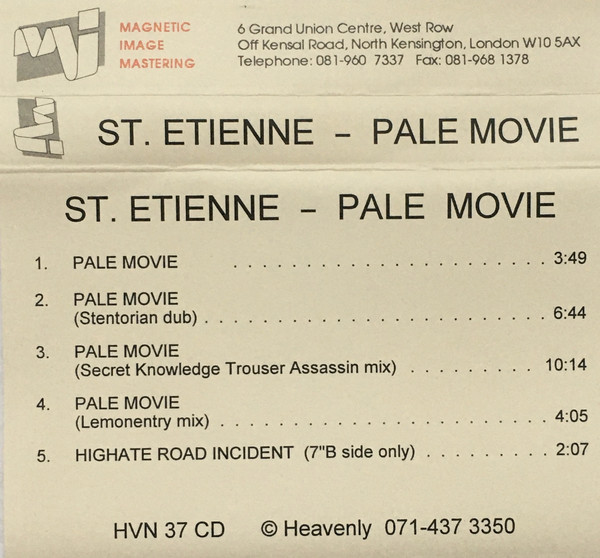 MAGNETIC 6 Grand Union Centre, West Row
IMAGE Off Kensal Road, North Kensington, London W10 5AX
MASTERING Telephone: 081-960 7337 Fax: 081-968 1378
ST. ETIENNE – PALE MOVIE
ST. ETIENNE – PALE MOVIE
1. PALE MOVIE . . . . . . . . . . . . . . . . . . . . . . . 3:49
2. PALE MOVIE
(Stentorian dub) . . . . . . . . . . . . . . . . . . . . . . . . . 6:44
3. PALE MOVIE
(Secret Knowledge Trouser Assassin mix) . . . . . . . . . 10:14
4. PALE MOVIE
(Lemonentry mix) . . . . . . . . . . . . . . . . . . . . . . . . 4:05
5. HIGHATE ROAD INCIDENT (7"B side only) . . . . . . . . . 2:07
HVN 37 CD © Heavenly 071-437 3350